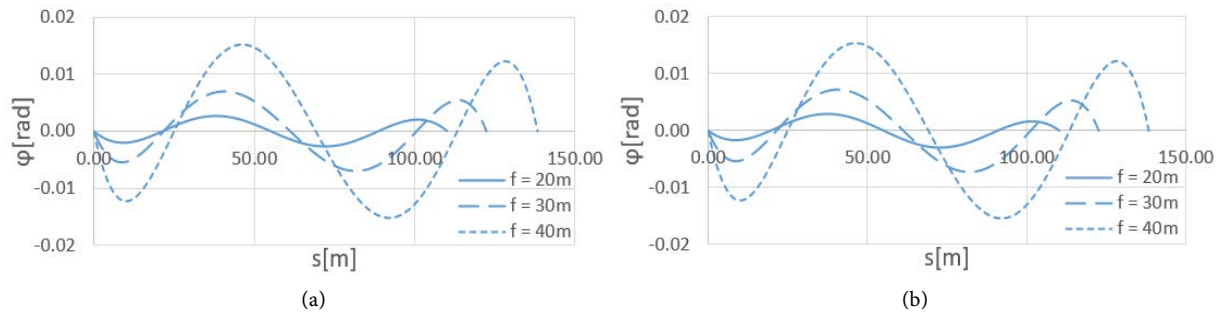 0.02
0.01
0.00
-0.01
-0.02
φ[rad]
0.00 50.00 100.00 150.00
f = 20m
f = 30m
f = 40m
s[m]
(a)
0.02
0.01
0.00
-0.01
-0.02
φ[rad]
0.00 50.00 100.00 150.00
f = 20m
f = 30m
f = 40m
s[m]
(b)